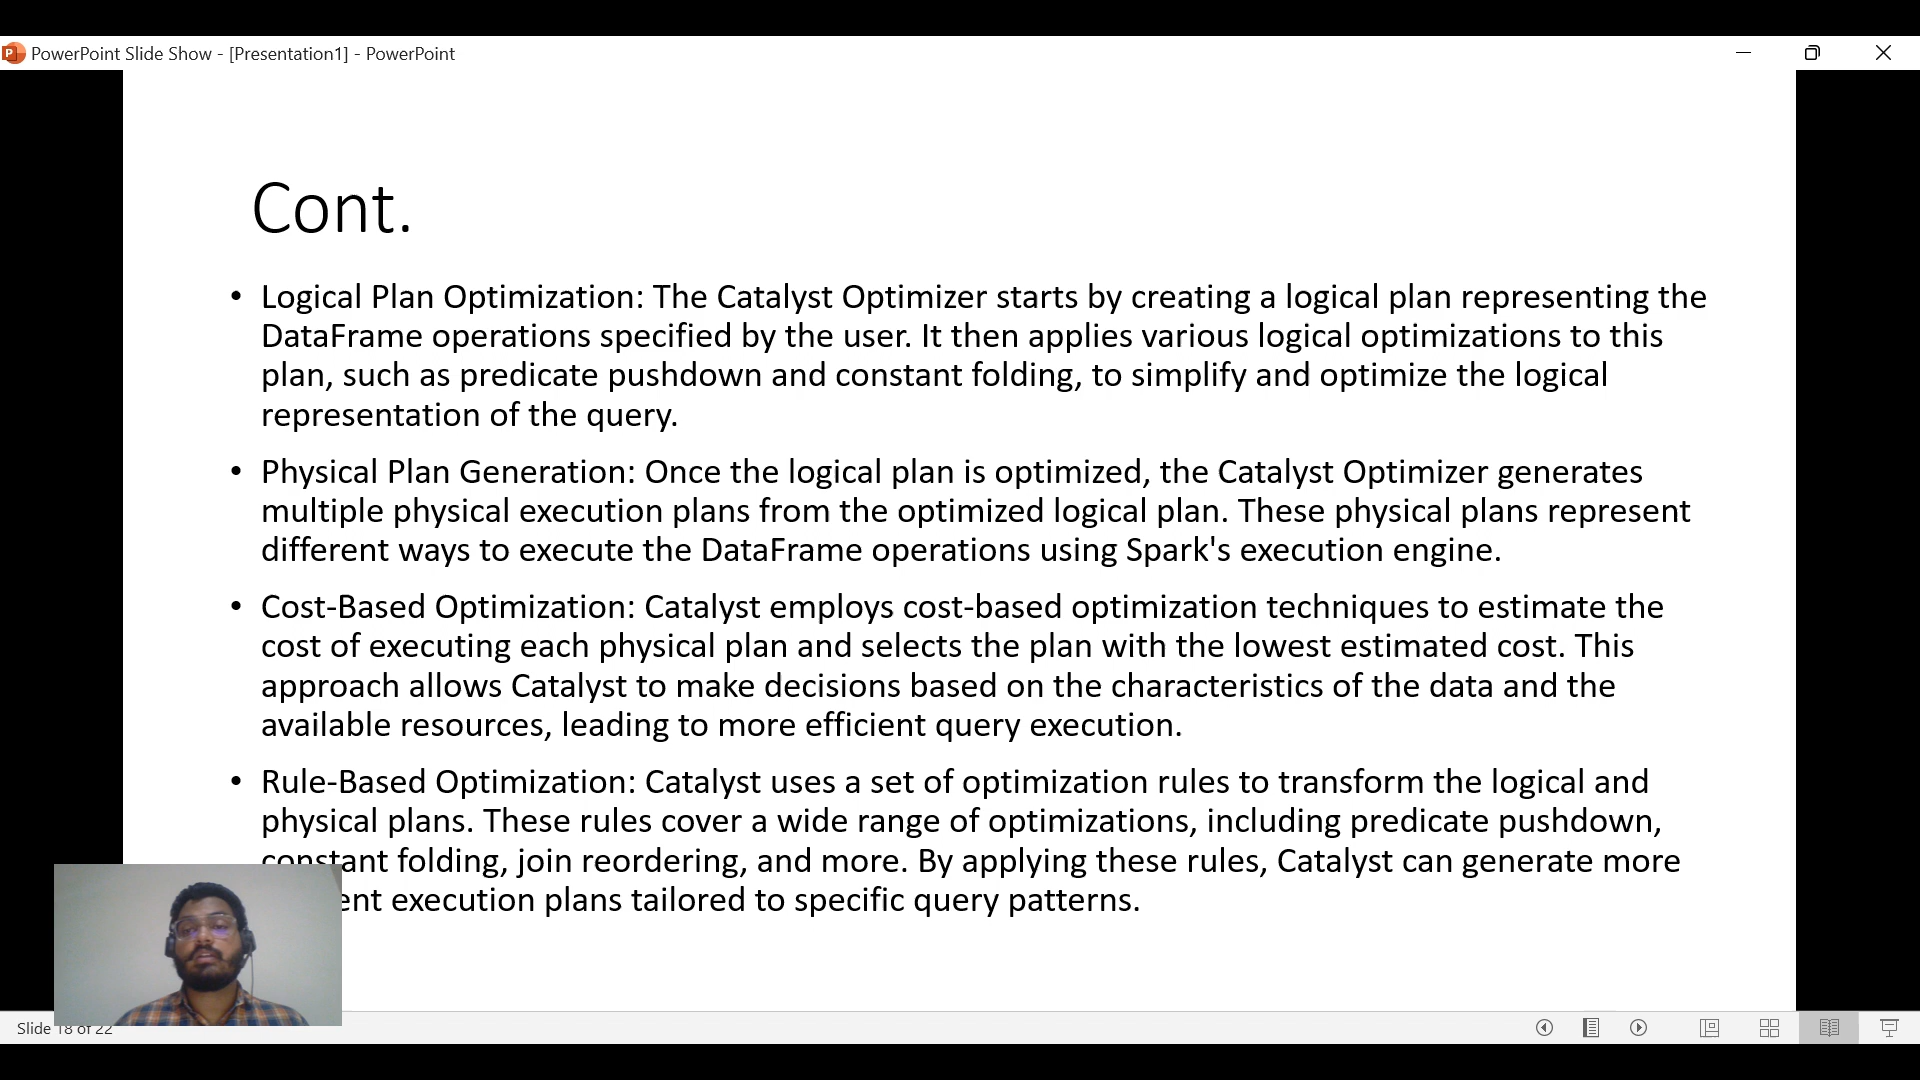 PowerPoint Slide Show - [Presentation1] - PowerPoint
Cont.
• Logical Plan Optimization: The Catalyst Optimizer starts by creating a logical plan representing the
DataFrame operations specified by the user. It then applies various logical optimizations to this
plan, such as predicate pushdown and constant folding, to simplify and optimize the logical
representation of the query.
• Physical Plan Generation: Once the logical plan is optimized, the Catalyst Optimizer generates
multiple physical execution plans from the optimized logical plan. These physical plans represent
different ways to execute the DataFrame operations using Spark's execution engine.
• Cost-Based Optimization: Catalyst employs cost-based optimization techniques to estimate the
cost of executing each physical plan and selects the plan with the lowest estimated cost. This
approach allows Catalyst to make decisions based on the characteristics of the data and the
available resources, leading to more efficient query execution.
• Rule-Based Optimization: Catalyst uses a set of optimization rules to transform the logical and
physical plans. These rules cover a wide range of optimizations, including predicate pushdown,
constant folding, join reordering, and more. By applying these rules, Catalyst can generate more
execution plans tailored to specific query patterns.
Slide 18 of 22